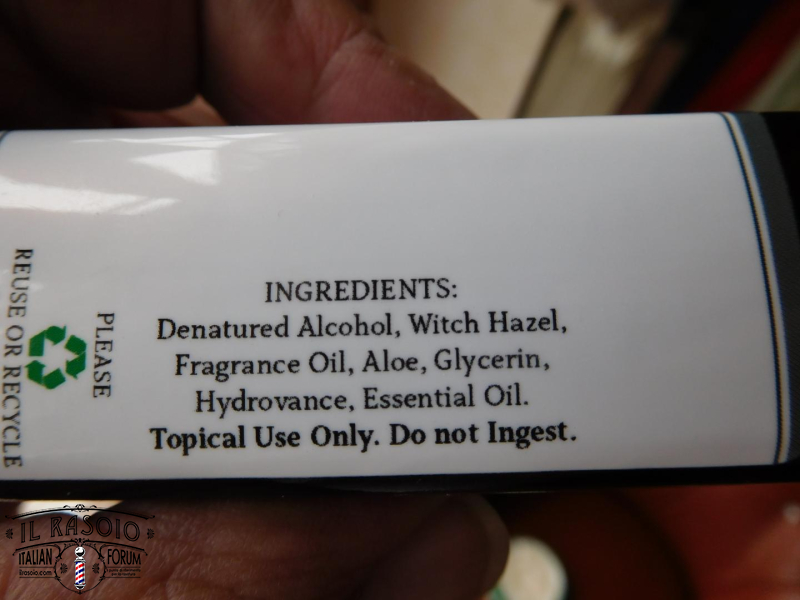 INGREDIENTS:
Denatured Alcohol, Witch Hazel,
Fragrance Oil, Aloe, Glycerin,
Hydrovance, Essential Oil.
Topical Use Only. Do not Ingest.
PLEASE
REUSE OR RECYCLE
IL RASOIO
ITALIAN FORUM
ilrasoio.com